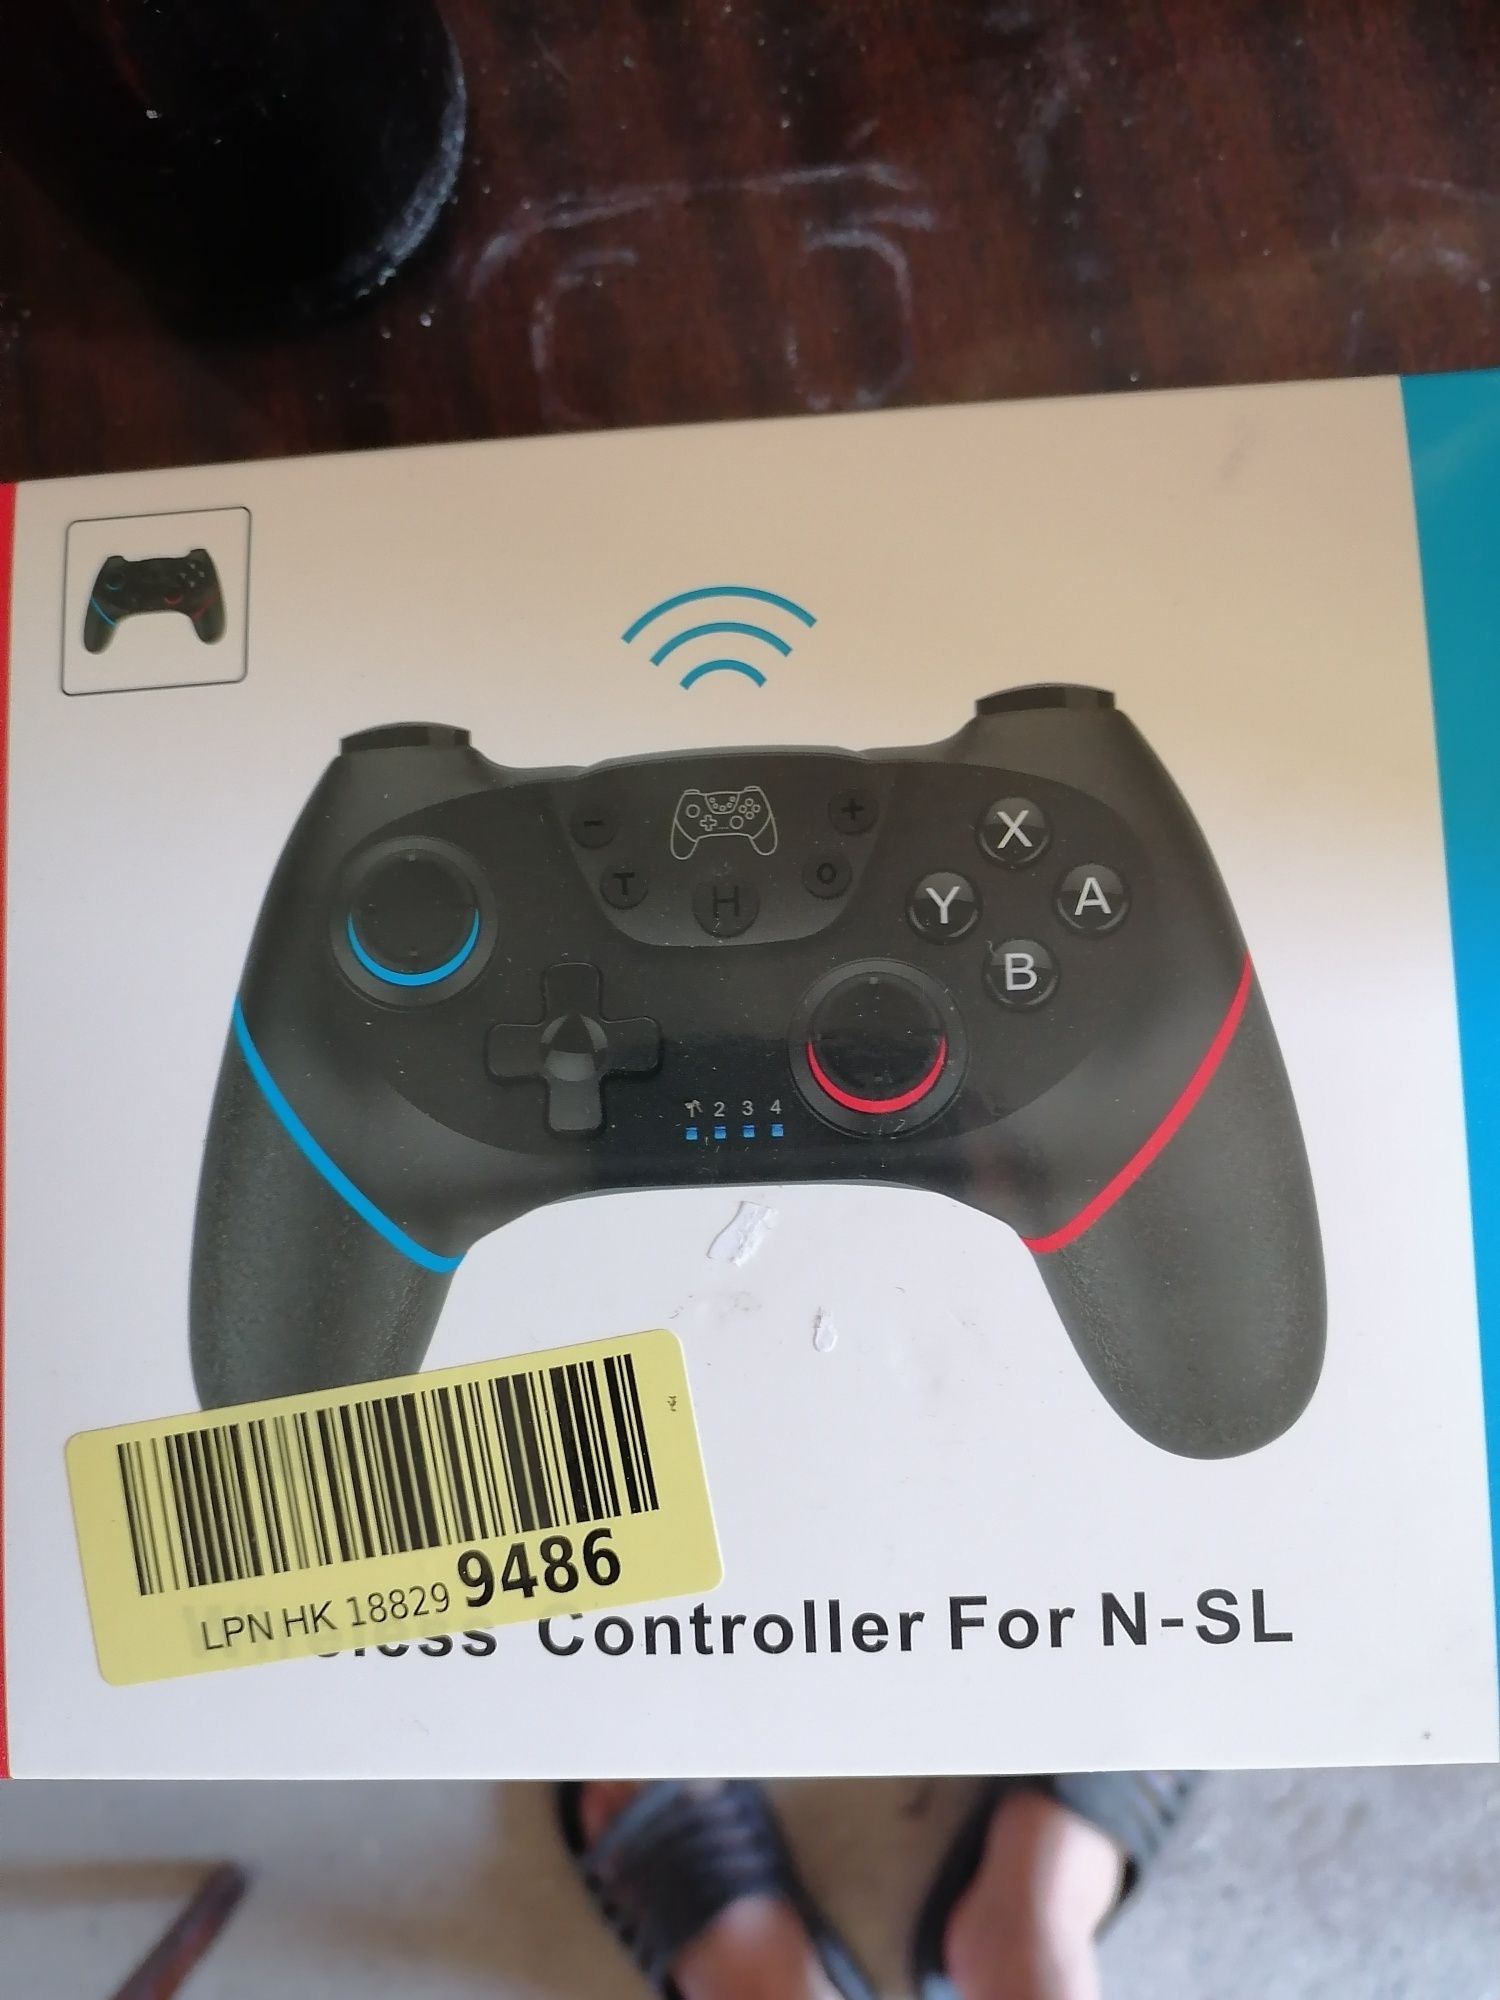 − +
T H O
X
Y A
B
1 2 3 4
LPN HK 18829 9486
Controller For N-SL